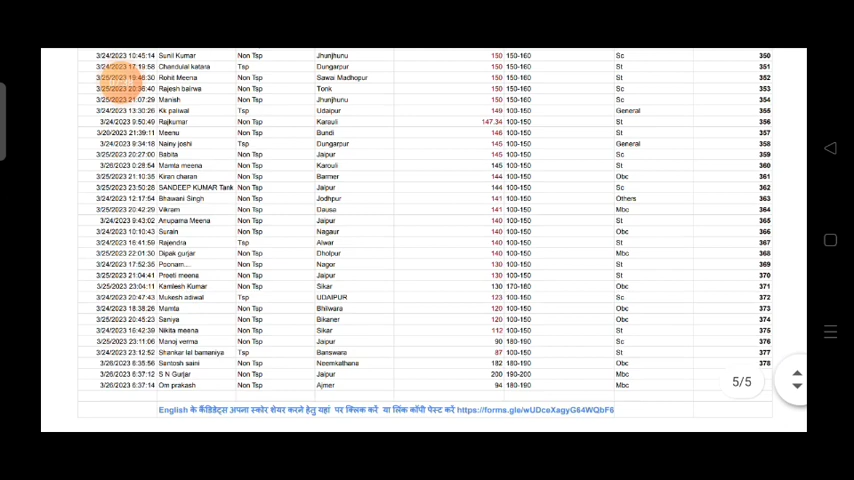 3/24/2023 10:45:14 Sunil Kumar Non Tsp Jhunjhunu 150 150-160 Sc 350
3/24/2023 17:19:58 Chandulal katara Tsp Dungarpur 150 150-160 St 351
3/25/2023 19:46:30 Rohit Meena Non Tsp Sawai Madhopur 150 150-160 St 352
3/25/2023 20:36:40 Rajesh bairwa Non Tsp Tonk 150 150-160 Sc 353
3/25/2023 21:07:29 Manish Non Tsp Jhunjhunu 150 150-160 Sc 354
3/24/2023 13:30:26 Kk paliwal Tsp Udaipur 149 100-150 General 355
3/24/2023 9:50:49 Rajkumar Non Tsp Karauli 147.34 100-150 St 356
3/20/2023 21:39:11 Meenu Non Tsp Bundi 146 100-150 St 357
3/24/2023 9:34:18 Nainy joshi Tsp Dungarpur 145 100-150 General 358
3/25/2023 20:27:00 Babita Non Tsp Jaipur 145 100-150 Sc 359
3/26/2023 0:28:54 Mamta meena Non Tsp Karouli 145 100-150 St 360
3/25/2023 21:10:35 Kiran charan Non Tsp Barmer 144 100-150 Obc 361
3/25/2023 23:50:28 SANDEEP KUMAR Tank Non Tsp Jaipur 144 100-150 Sc 362
3/24/2023 12:17:54 Bhawani Singh Non Tsp Jodhpur 141 100-150 Others 363
3/25/2023 20:42:29 Vikram Non Tsp Dausa 141 100-150 Mbc 364
3/24/2023 9:43:02 Anupama Meena Non Tsp Jaipur 140 100-150 St 365
3/24/2023 10:10:43 Surain Non Tsp Nagaur 140 100-150 Obc 366
3/24/2023 16:41:59 Rajendra Tsp Alwar 140 100-150 St 367
3/25/2023 22:01:30 Dipak gurjar Non Tsp Dholpur 140 100-150 Mbc 368
3/24/2023 17:52:35 Poonam.... Non Tsp Nagor 130 100-150 St 369
3/25/2023 21:04:41 Preeti meena Non Tsp Jaipur 130 100-150 St 370
3/25/2023 23:04:11 Kamlesh Kumar Non Tsp Sikar 130 170-160 Obc 371
3/24/2023 20:47:43 Mukesh adiwal Tsp UDAIPUR 123 100-150 Sc 372
3/24/2023 18:38:26 Mamta Non Tsp Bhilwara 120 100-150 Obc 373
3/25/2023 20:45:23 Saniya Non Tsp Bikaner 120 100-150 Obc 374
3/24/2023 16:42:39 Nikita meena Non Tsp Sikar 112 100-150 St 375
3/25/2023 23:11:06 Manoj verma Non Tsp Jaipur 90 180-190 Sc 376
3/24/2023 23:12:52 Shankar lal bamaniya Tsp Banswara 87 100-150 St 377
3/26/2023 6:35:56 Santosh saini Non Tsp Neemkathana 182 180-190 Obc 378
3/26/2023 6:37:12 S N Gurjar Non Tsp Jaipur 200 190-200 Mbc
3/26/2023 6:37:14 Om prakash Non Tsp Ajmer 94 180-190 Mbc
5/5
English के कैंडिडेट्स अपना स्कोर शेयर करने हेतु यहां पर क्लिक करें या लिंक कॉपी पेस्ट करें https://forms.gle/wUDceXagyG64WQbF6